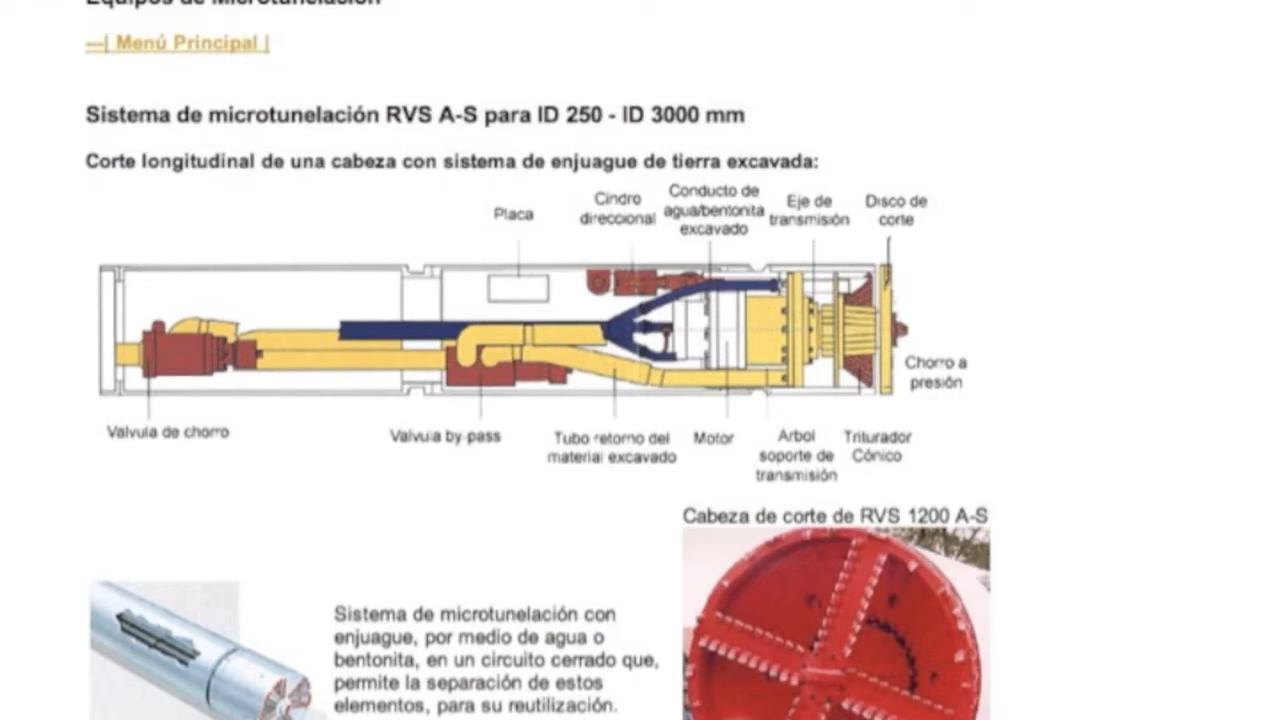 Equipos de Microtunelación
—| Menú Principal |
Sistema de microtunelación RVS A-S para ID 250 - ID 3000 mm
Corte longitudinal de una cabeza con sistema de enjuague de tierra excavada:
Placa
Cindro
direccional
Conducto de
agua/bentonita
excavado
Eje de
transmisión
Disco de
corte
Chorro a
presión
Valvula de chorro
Valvula by-pass
Tubo retorno del
material excavado
Motor
Arbol
soporte de
transmisión
Triturador
Cónico
Cabeza de corte de RVS 1200 A-S
Sistema de microtunelación con
enjuague, por medio de agua o
bentonita, en un circuito cerrado que,
permite la separación de estos
elementos, para su reutilización.